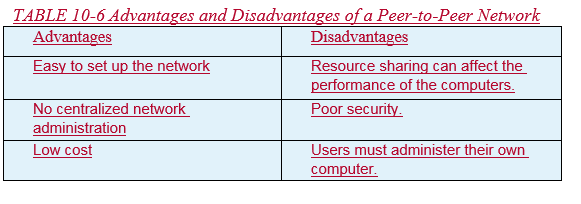 TABLE 10-6 Advantages and Disadvantages of a Peer-to-Peer Network
Advantages
Disadvantages
Easy to set up the network
Resource sharing can affect the
performance of the computers.
No centralized network
administration
Poor security.
Low cost
Users must administer their own
computer.